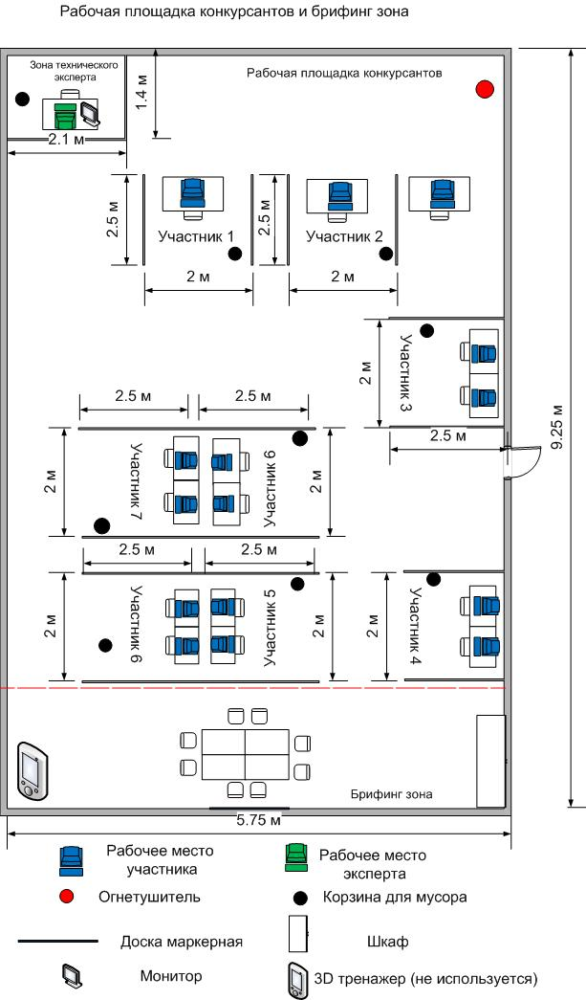 Рабочая площадка конкурсантов и брифинг зона
Зона технического
эксперта
Рабочая площадка конкурсантов
1.4 м
2.1 м
2.5 м
Участник 1
2.5 м
Участник 2
2 м
2 м
2 м
Участник 3
2.5 м
9.25 м
2.5 м
2.5 м
2 м
Участник 7
Участник 6
2 м
2.5 м
2.5 м
2 м
Участник 6
Участник 5
2 м
2 м
Участник 4
Брифинг зона
5.75 м
Рабочее место
участника
Рабочее место
эксперта
Огнетушитель
Корзина для мусора
Доска маркерная
Шкаф
Монитор
3D тренажер (не используется)